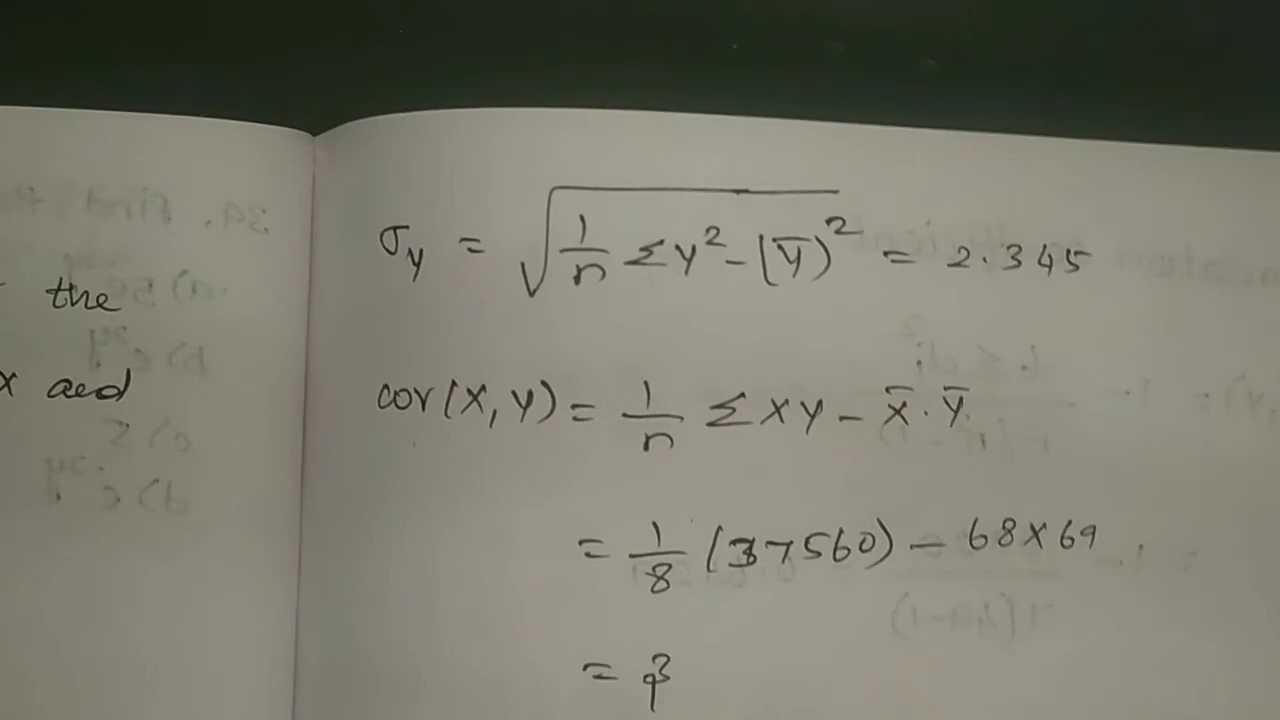 the
x and
σy = √(1/n Σy² - (ȳ)²) = 2.345
cov(x, y) = 1/n Σxy - x̄ . ȳ
= 1/8 (37560) - 68 x 69
= 3